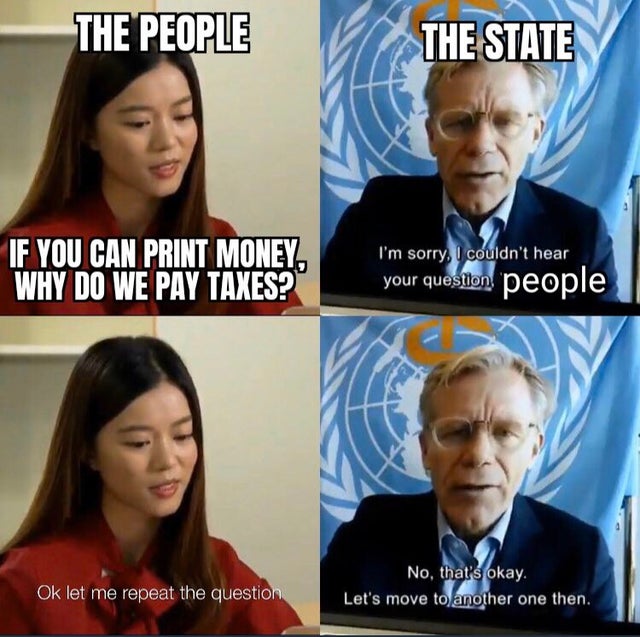 THE PEOPLE
IF YOU CAN PRINT MONEY,
WHY DO WE PAY TAXES?
THE STATE
I'm sorry, I couldn't hear
your question, people
Ok let me repeat the question
No, that's okay.
Let's move to another one then.